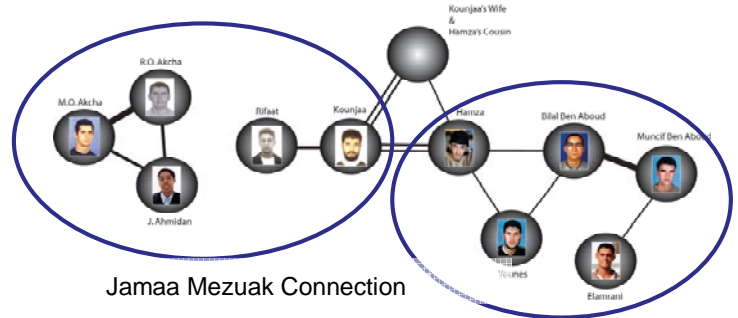 Kounjaa's Wife
&
Hamza's Cousin
R.O. Akcha
M.O. Akcha
Rifaat
Kounjaa
Hamza
Bilal Ben Aboud
Muncif Ben Aboud
J. Ahmidan
Younes
Elamrani
Jamaa Mezuak Connection